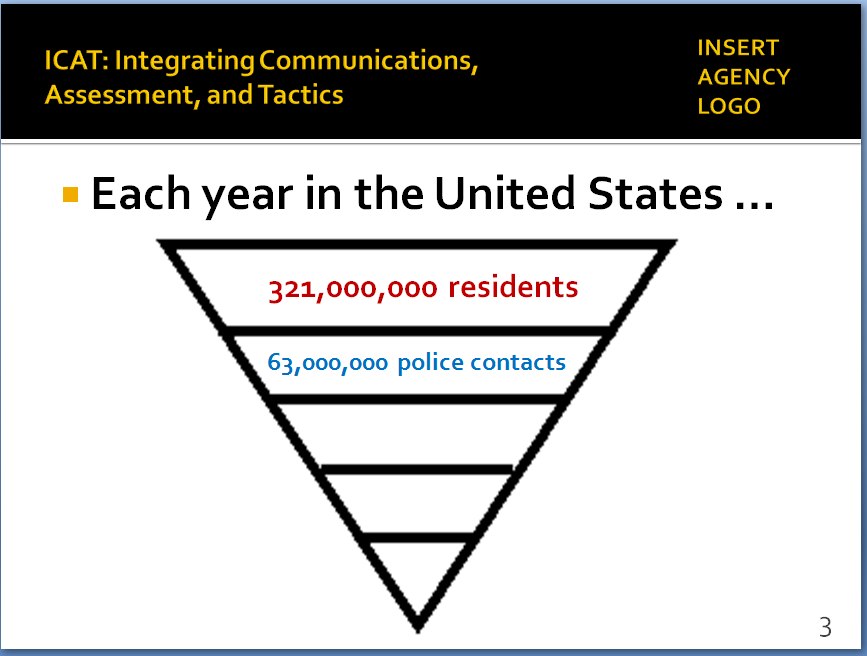 ICAT: Integrating Communications,
Assessment, and Tactics
INSERT
AGENCY
LOGO
Each year in the United States ...
321,000,000 residents
63,000,000 police contacts
3